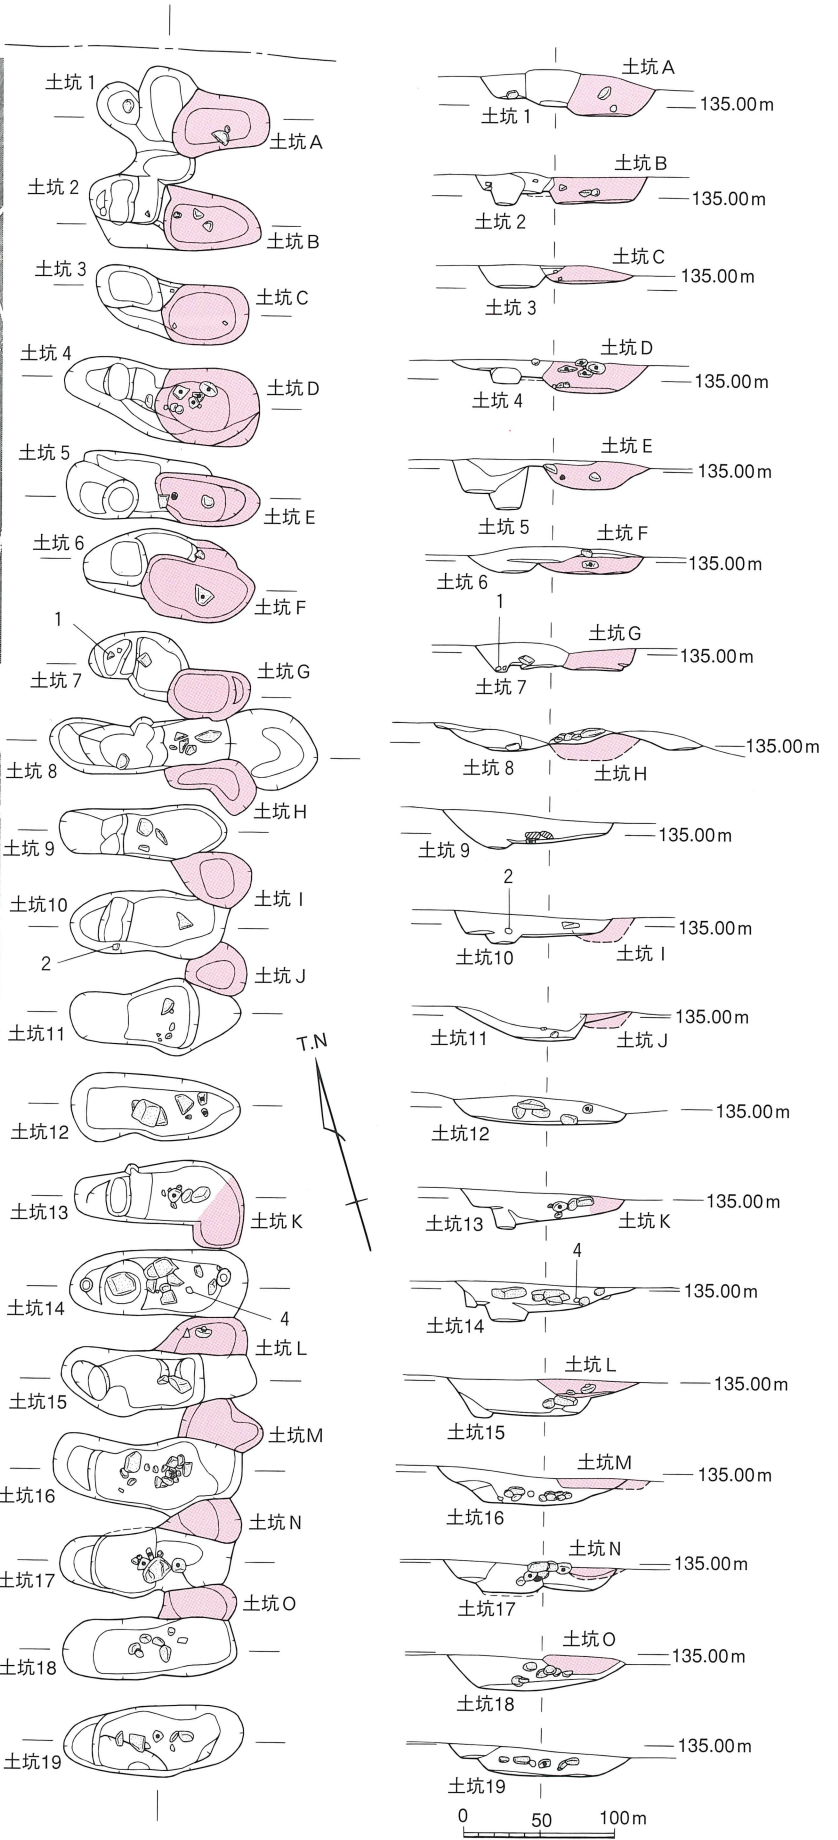 土坑1
土坑A
土坑2
土坑B
土坑3
土坑C
土坑4
土坑D
土坑5
土坑E
土坑6
土坑F
1
土坑7
土坑G
土坑8
土坑H
土坑9
土坑I
土坑10
2
土坑J
土坑11
土坑12
土坑13
土坑K
土坑14
4
土坑L
土坑15
土坑M
土坑16
土坑N
土坑17
土坑O
土坑18
土坑19
T.N
土坑A
135.00m
土坑1
土坑B
135.00m
土坑2
土坑C
135.00m
土坑3
土坑D
135.00m
土坑4
土坑E
135.00m
土坑5
土坑F
135.00m
土坑6
1
土坑G
135.00m
土坑7
135.00m
土坑8
土坑H
135.00m
土坑9
2
135.00m
土坑10
土坑I
135.00m
土坑11
土坑J
135.00m
土坑12
135.00m
土坑13
土坑K
4
135.00m
土坑14
土坑L
135.00m
土坑15
土坑M
135.00m
土坑16
土坑N
135.00m
土坑17
土坑O
135.00m
土坑18
135.00m
土坑19
0 50 100m